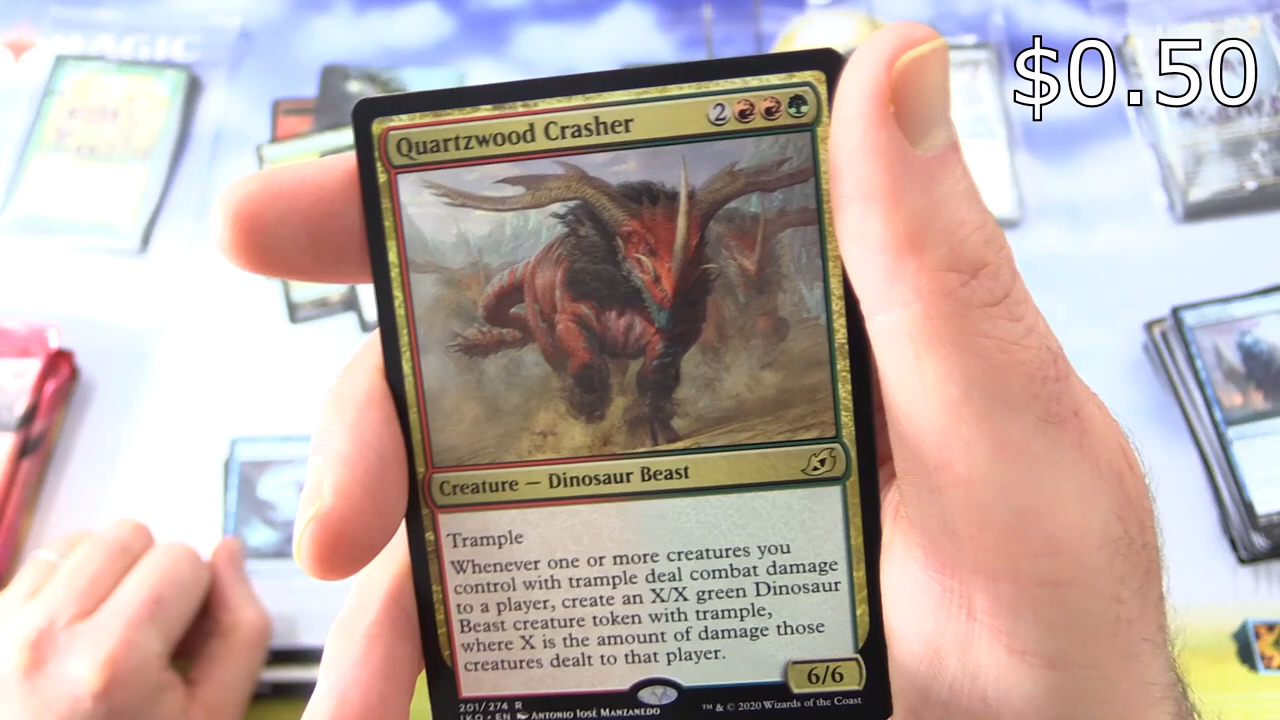 MAGIC
$0.50
Quartzwood Crasher
2
Creature — Dinosaur Beast
Trample
Whenever one or more creatures you
control with trample deal combat damage
to a player, create an X/X green Dinosaur
Beast creature token with trample,
where X is the amount of damage those
creatures dealt to that player.
6/6
201/274 R
IKO • EN ANTONIO JOSÉ MANZANEDO
™ & © 2020 Wizards of the Coast